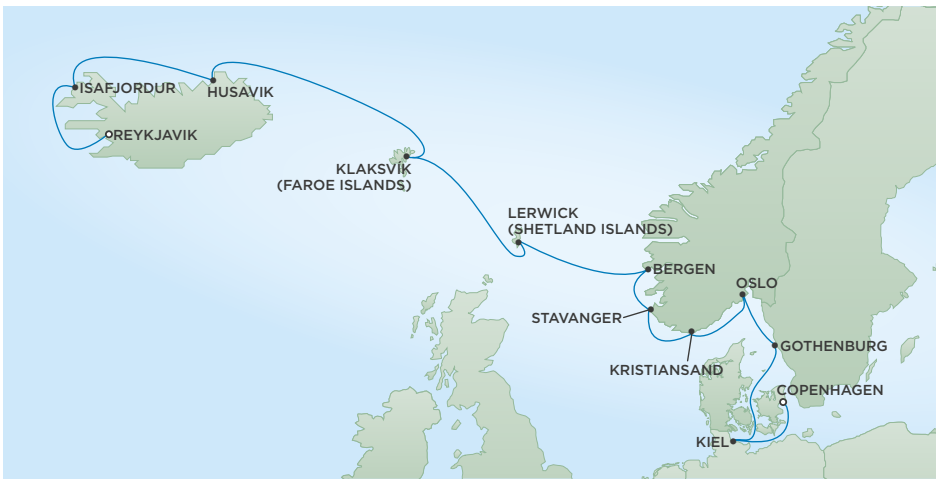 ISAFJORDUR
HUSAVIK
REYKJAVIK
KLAKSVIK
(FAROE ISLANDS)
LERWICK
(SHETLAND ISLANDS)
BERGEN
OSLO
STAVANGER
GOTHENBURG
KRISTIANSAND
COPENHAGEN
KIEL